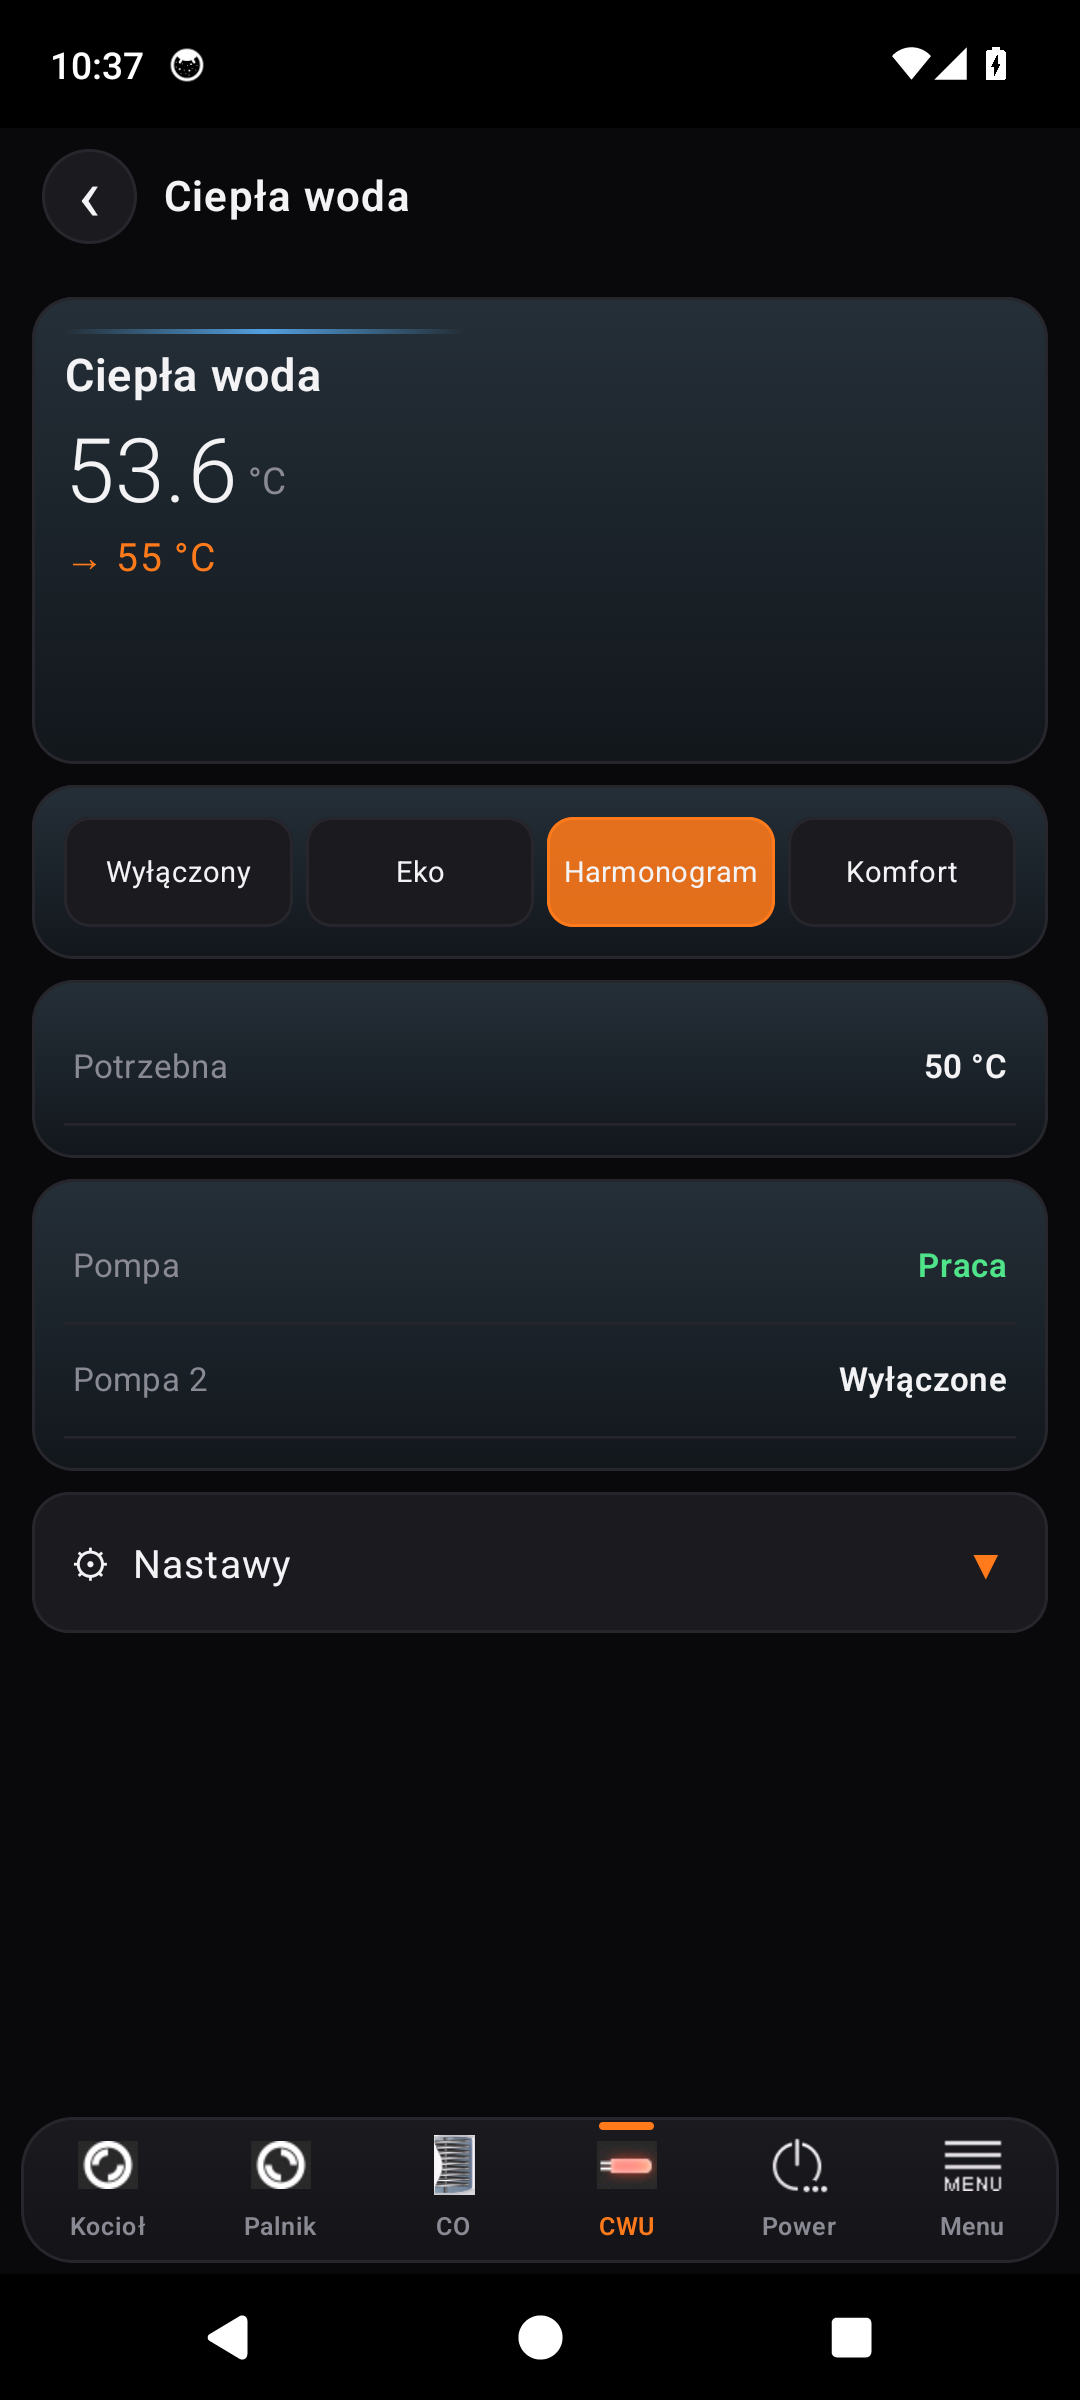 10:37
Ciepła woda
Ciepła woda
53.6 °C
→ 55 °C
Wyłączony Eko Harmonogram Komfort
Potrzebna 50 °C
Pompa Praca
Pompa 2 Wyłączone
Nastawy
MENU
Kocioł Palnik CO CWU Power Menu